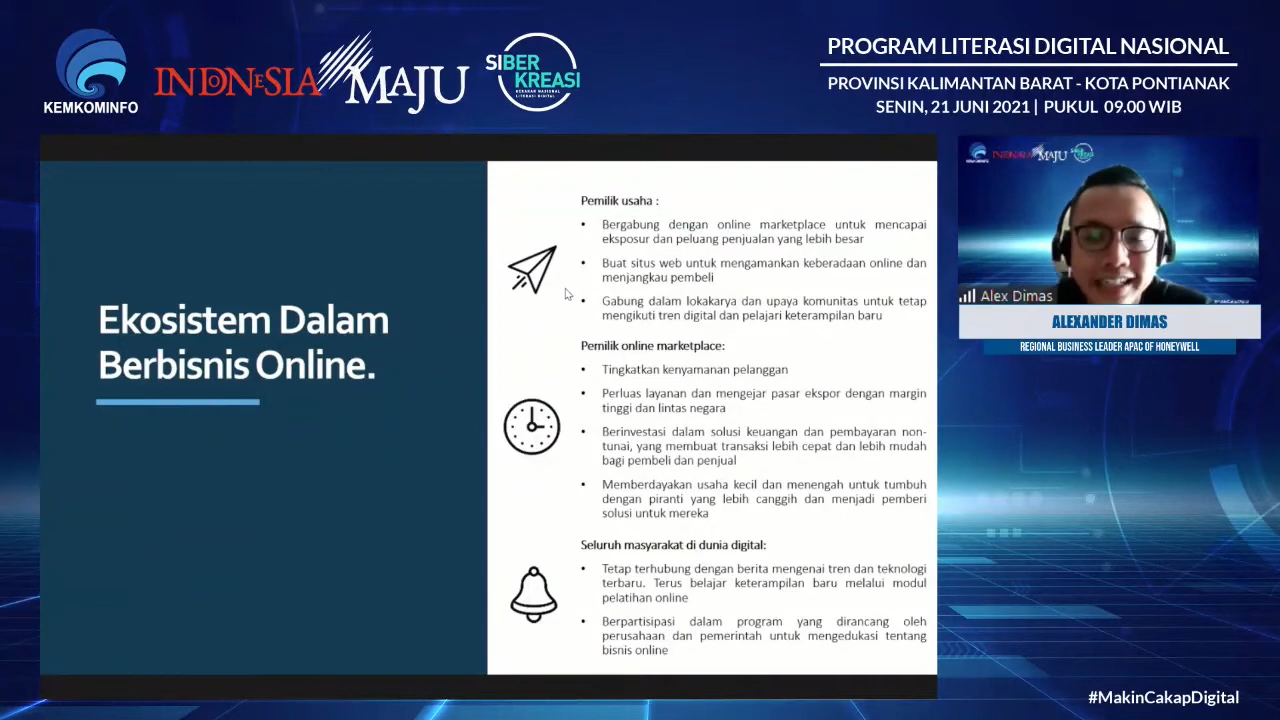 KEMKOMINFO
INDONESIA MAJU
SIBER KREASI
GERAKAN NASIONAL
LITERASI DIGITAL
PROGRAM LITERASI DIGITAL NASIONAL
PROVINSI KALIMANTAN BARAT - KOTA PONTIANAK
SENIN, 21 JUNI 2021 | PUKUL 09.00 WIB
Ekosistem Dalam
Berbisnis Online.
Pemilik usaha :
• Bergabung dengan online marketplace untuk mencapai
eksposur dan peluang penjualan yang lebih besar
• Buat situs web untuk mengamankan keberadaan online dan
menjangkau pembeli
• Gabung dalam lokakarya dan upaya komunitas untuk tetap
mengikuti tren digital dan pelajari keterampilan baru
Pemilik online marketplace:
• Tingkatkan kenyamanan pelanggan
• Perluas layanan dan mengejar pasar ekspor dengan margin
tinggi dan lintas negara
• Berinvestasi dalam solusi keuangan dan pembayaran non-
tunai, yang membuat transaksi lebih cepat dan lebih mudah
bagi pembeli dan penjual
• Memberdayakan usaha kecil dan menengah untuk tumbuh
dengan piranti yang lebih canggih dan menjadi pemberi
solusi untuk mereka
Seluruh masyarakat di dunia digital:
• Tetap terhubung dengan berita mengenai tren dan teknologi
terbaru. Terus belajar keterampilan baru melalui modul
pelatihan online
• Berpartisipasi dalam program yang dirancang oleh
perusahaan dan pemerintah untuk mengedukasi tentang
bisnis online
INDONESIA MAJU
Alex Dimas
ALEXANDER DIMAS
REGIONAL BUSINESS LEADER APAC OF HONEYWELL
#MakinCakapDigital